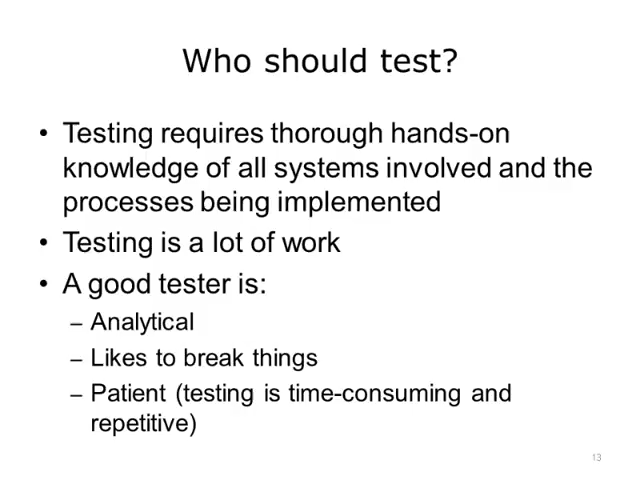 Who should test?
• Testing requires thorough hands-on
knowledge of all systems involved and the
processes being implemented
• Testing is a lot of work
• A good tester is:
– Analytical
– Likes to break things
– Patient (testing is time-consuming and
repetitive)
13